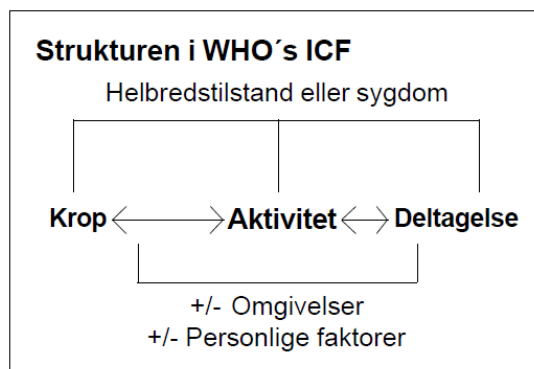 Strukturen i WHO´s ICF
Helbredstilstand eller sygdom
Krop Aktivitet Deltagelse
+/- Omgivelser
+/- Personlige faktorer